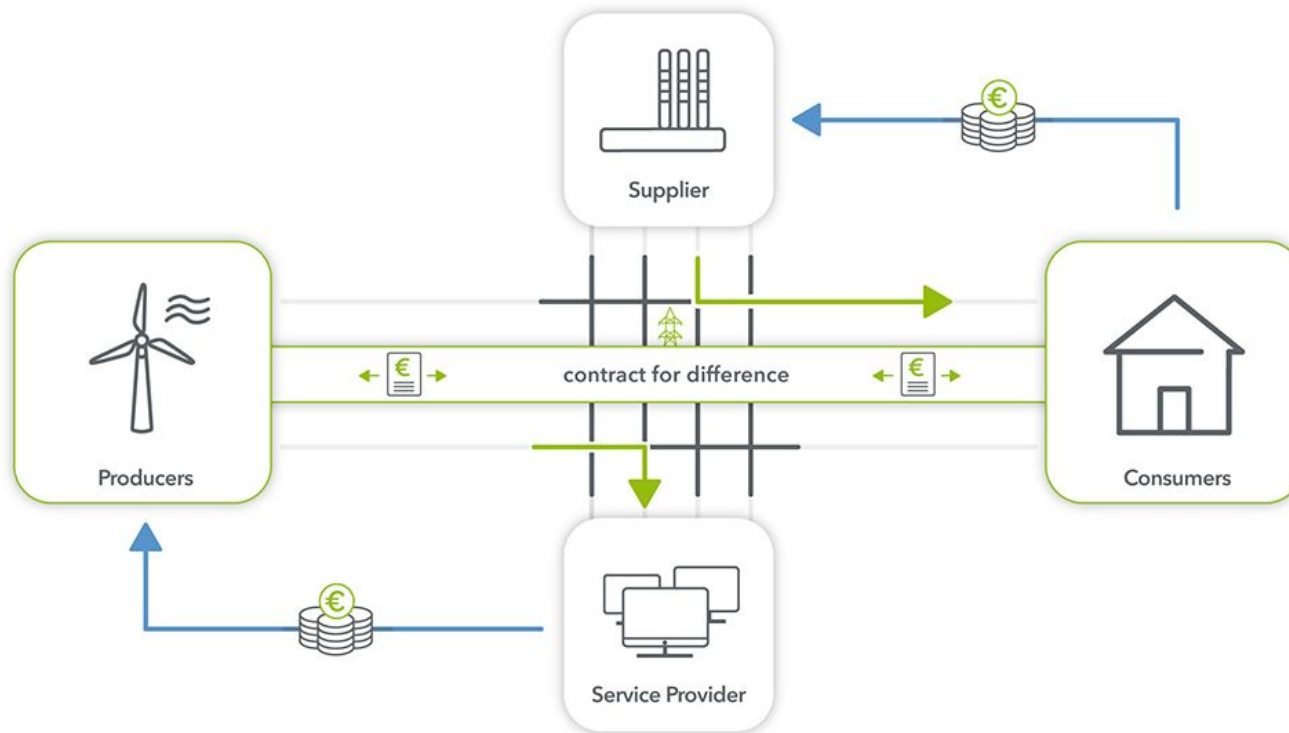 Supplier
€
Producers
€
contract for difference
€
Consumers
€
Service Provider